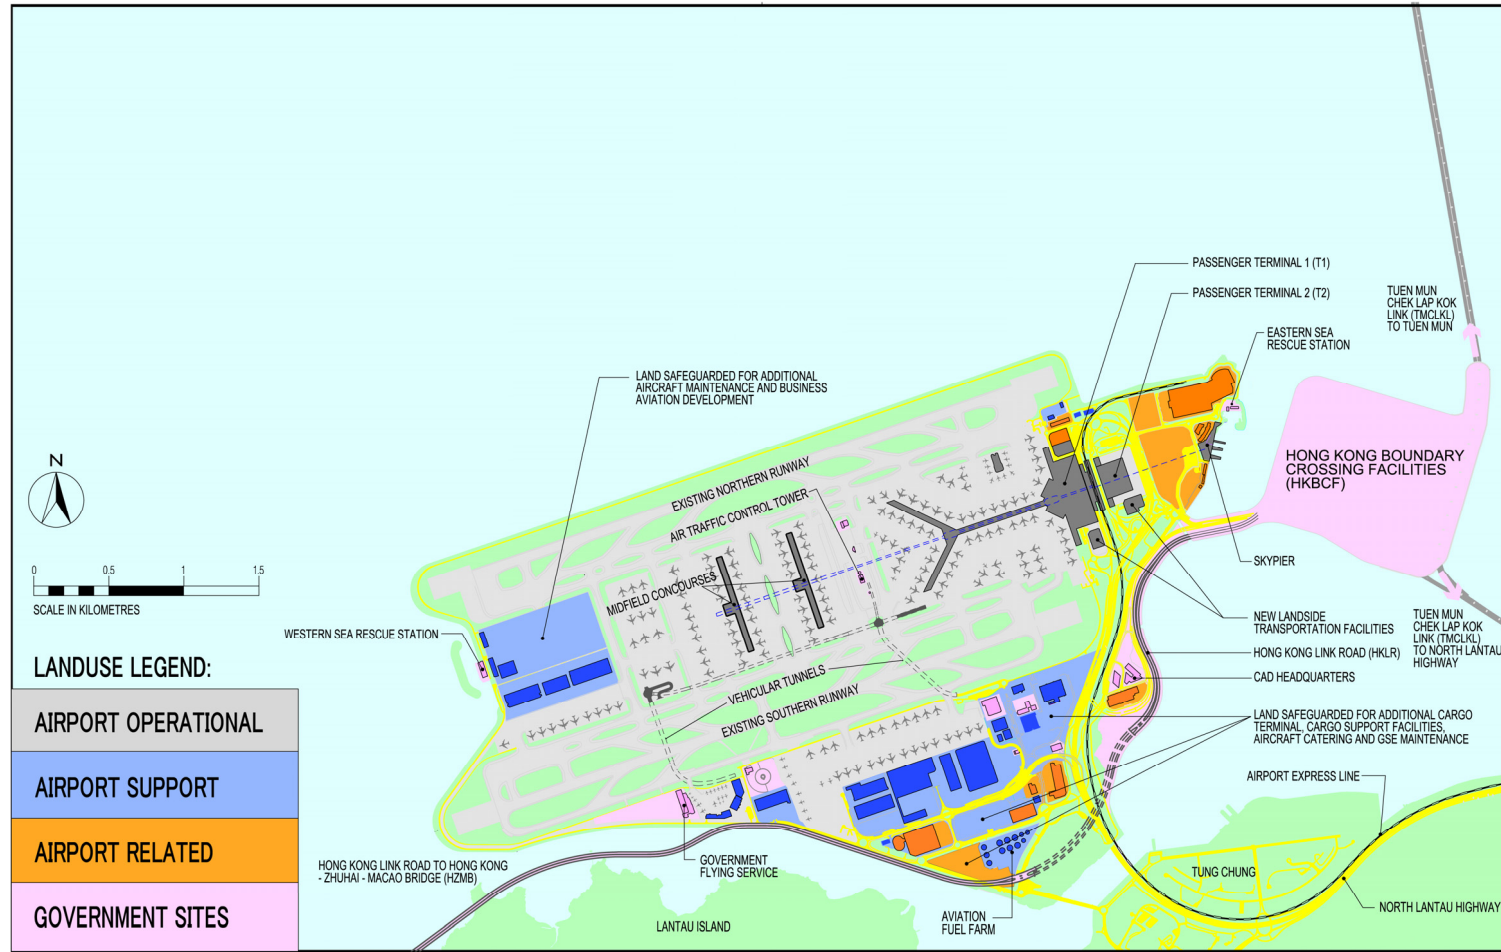 PASSENGER TERMINAL 1 (T1)
PASSENGER TERMINAL 2 (T2)
TUEN MUN
CHEK LAP KOK
LINK (TMCLKL)
TO TUEN MUN
EASTERN SEA
RESCUE STATION
LAND SAFEGUARDED FOR ADDITIONAL
AIRCRAFT MAINTENANCE AND BUSINESS
AVIATION DEVELOPMENT
HONG KONG BOUNDARY
CROSSING FACILITIES
(HKBCF)
N
EXISTING NORTHERN RUNWAY
AIR TRAFFIC CONTROL TOWER
SKYPIER
0 0.5 1 1.5
SCALE IN KILOMETRES
MIDFIELD CONCOURSES
NEW LANDSIDE
TRANSPORTATION FACILITIES
TUEN MUN
CHEK LAP KOK
LINK (TMCLKL)
TO NORTH LANTAU
HIGHWAY
WESTERN SEA RESCUE STATION
HONG KONG LINK ROAD (HKLR)
CAD HEADQUARTERS
LANDUSE LEGEND:
AIRPORT OPERATIONAL
AIRPORT SUPPORT
AIRPORT RELATED
GOVERNMENT SITES
VEHICULAR TUNNELS
EXISTING SOUTHERN RUNWAY
LAND SAFEGUARDED FOR ADDITIONAL CARGO
TERMINAL, CARGO SUPPORT FACILITIES,
AIRCRAFT CATERING AND GSE MAINTENANCE
AIRPORT EXPRESS LINE
HONG KONG LINK ROAD TO HONG KONG
- ZHUHAI - MACAO BRIDGE (HZMB)
GOVERNMENT
FLYING SERVICE
TUNG CHUNG
LANTAU ISLAND
AVIATION
FUEL FARM
NORTH LANTAU HIGHWAY